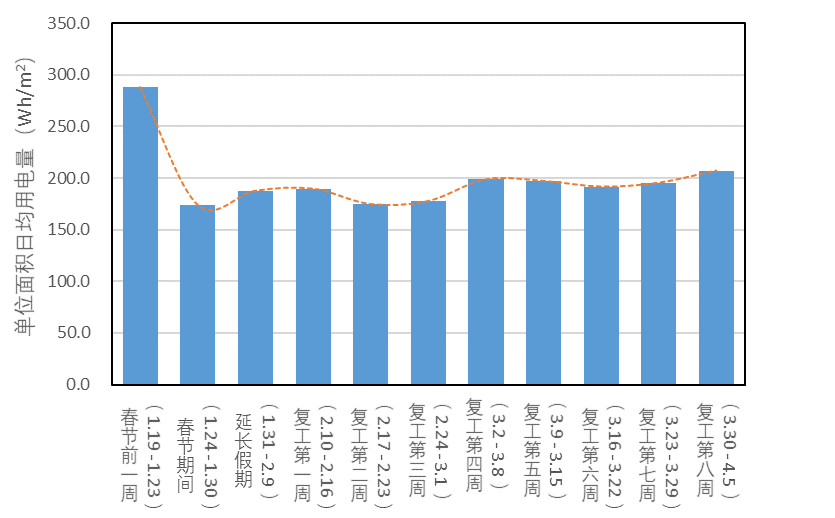 350.0
300.0
250.0
200.0
150.0
100.0
50.0
0.0
单位面积日均用电量（Wh/m²）
春节前一周
（1.19 - 1.23）
春节期间
（1.24 - 1.30）
延长假期
（1.31 - 2.9）
复工第一周
（2.10 - 2.16）
复工第二周
（2.17 - 2.23）
复工第三周
（2.24 - 3.1）
复工第四周
（3.2 - 3.8）
复工第五周
（3.9 - 3.15）
复工第六周
（3.16 - 3.22）
复工第七周
（3.23 - 3.29）
复工第八周
（3.30 - 4.5）